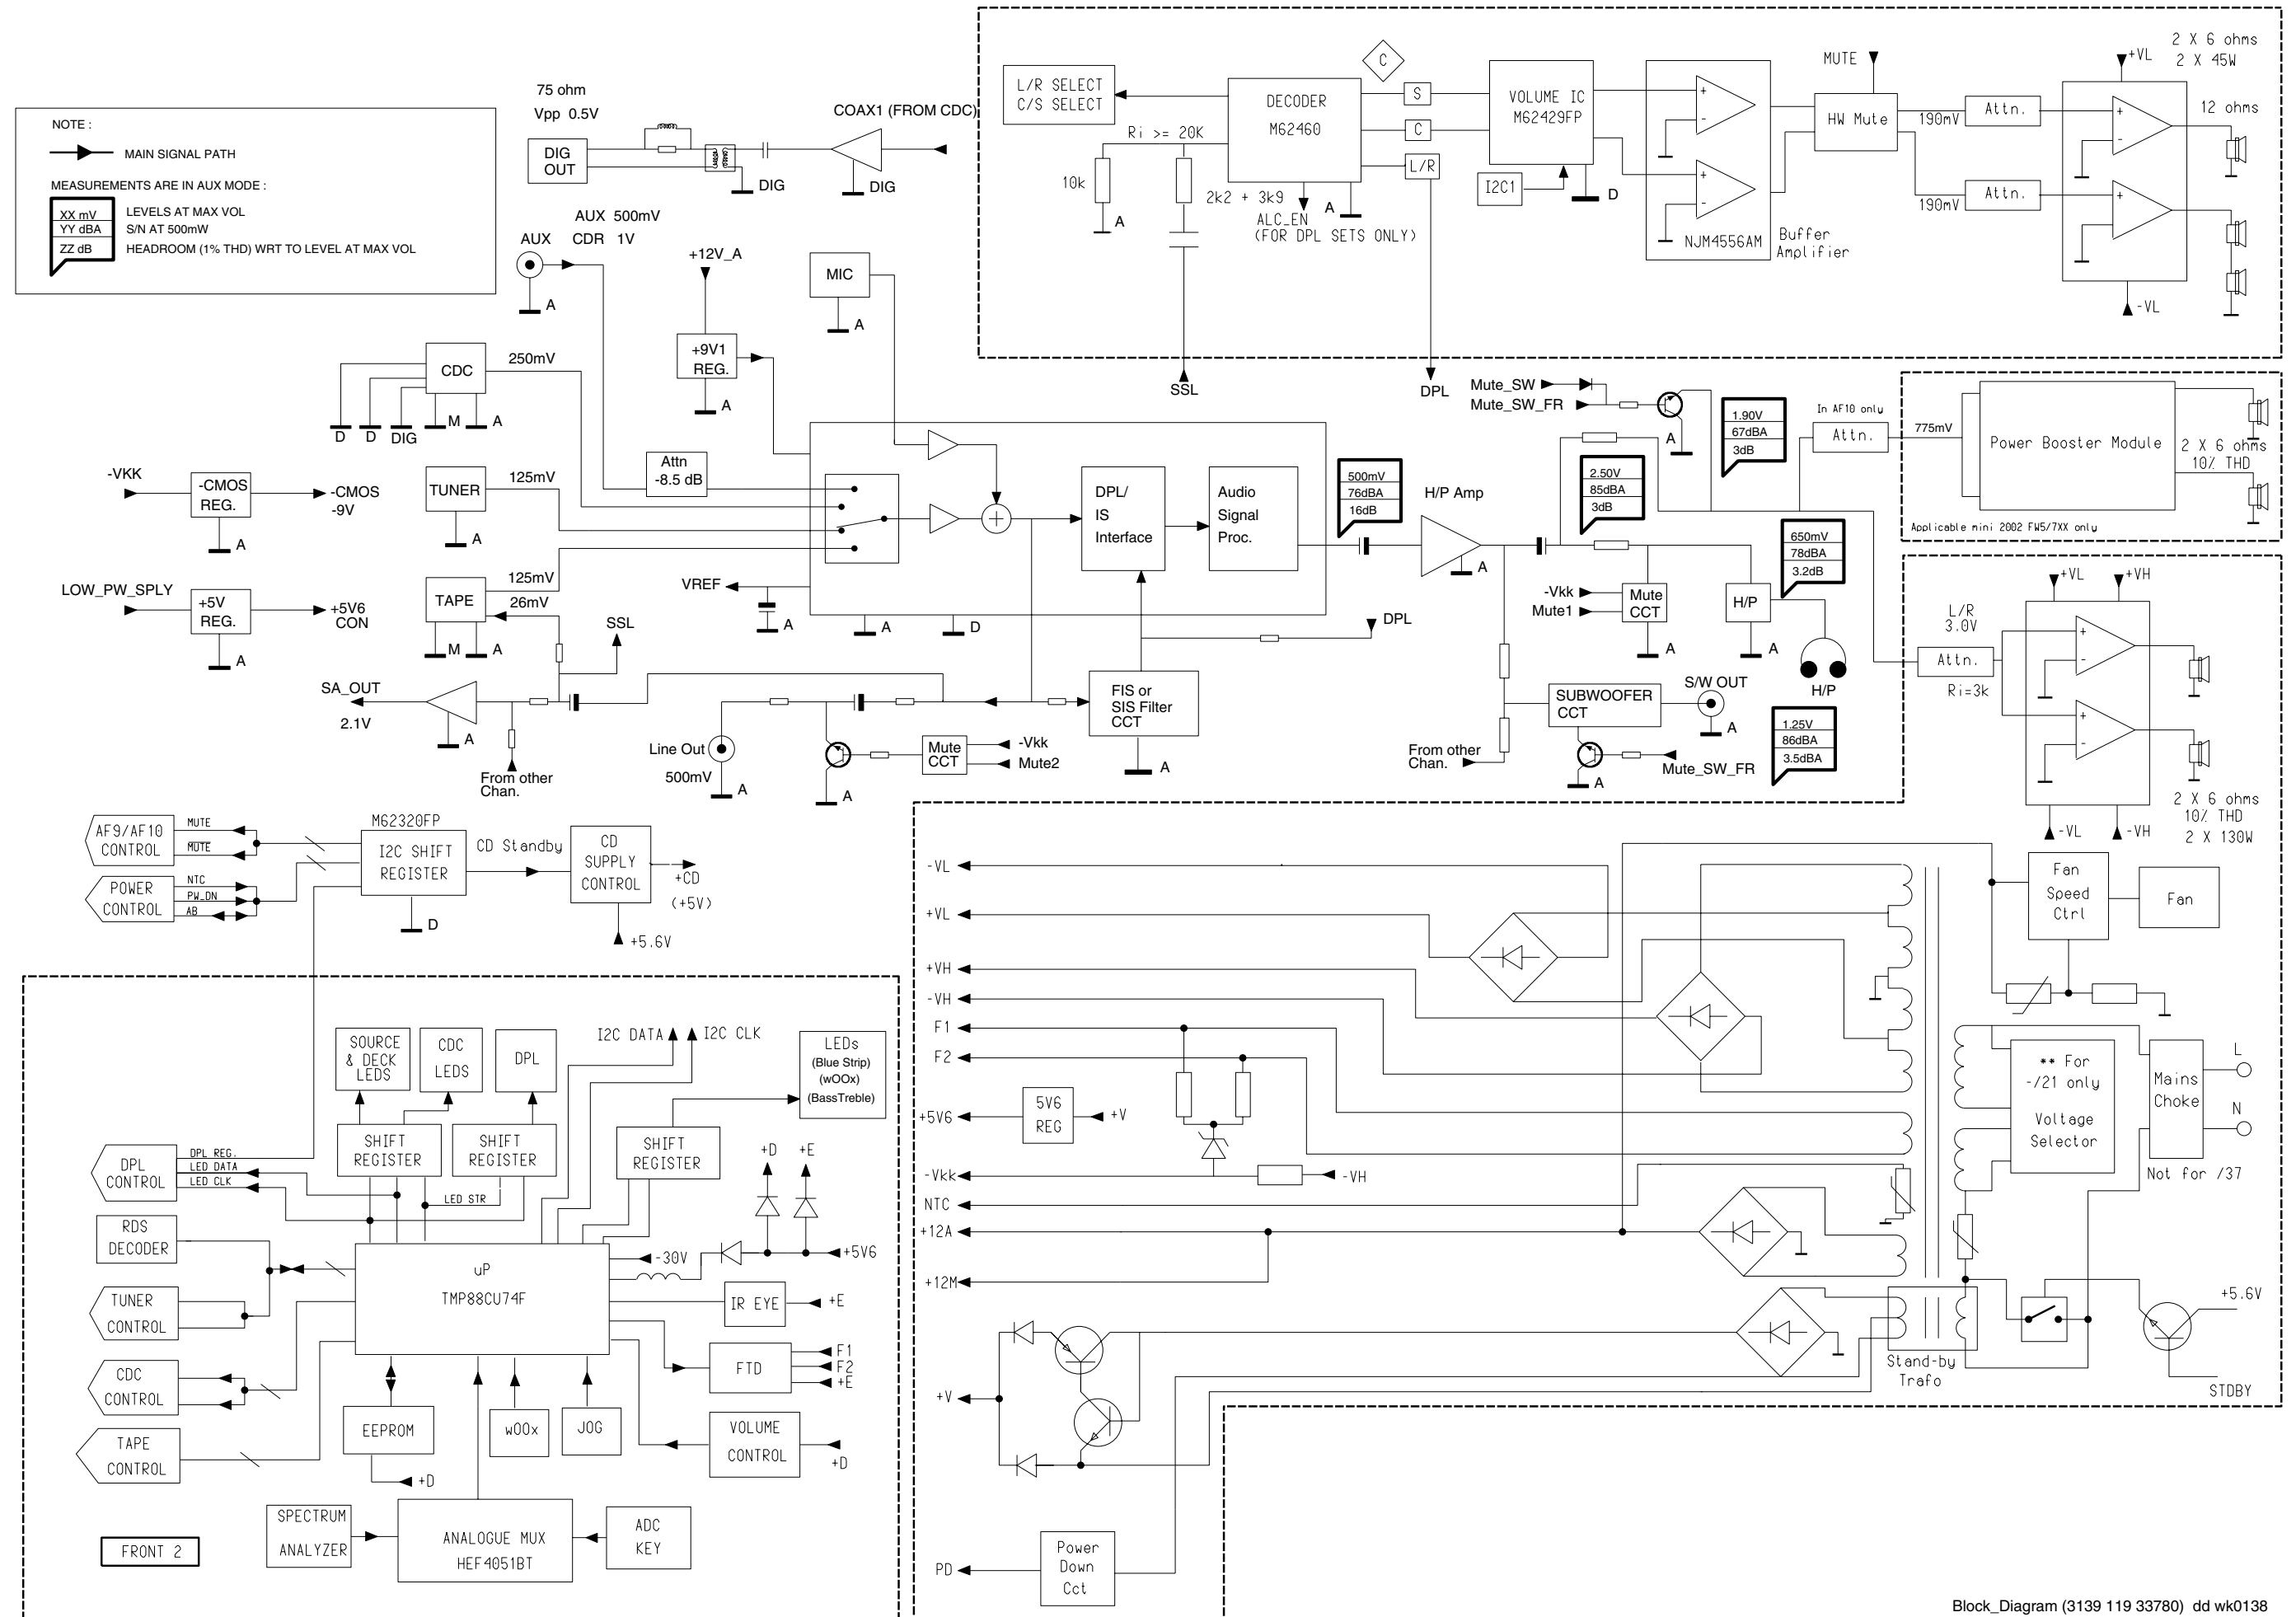 NOTE :
MAIN SIGNAL PATH
MEASUREMENTS ARE IN AUX MODE :
XX mV
YY dBA
ZZ dB
LEVELS AT MAX VOL
S/N AT 500mW
HEADROOM (1% THD) WRT TO LEVEL AT MAX VOL
75 ohm
Vpp 0.5V
DIG
OUT
COAX1 (FROM CDC)
DIG
DIG
AUX 500mV
CDR 1V
AUX
A
+12V_A
MIC
A
+9V1
REG.
A
CDC
250mV
D
D
DIG
M
A
-VKK
-CMOS
REG.
-CMOS
-9V
A
TUNER
125mV
A
Attn
-8.5 dB
LOW_PW_SPLY
+5V
REG.
+5V6
CON
A
TAPE
125mV
26mV
M
A
SSL
VREF
A
A
D
SA_OUT
2.1V
A
From other
Chan.
Line Out
500mV
A
A
Mute
CCT
-Vkk
Mute2
DPL/
IS
Interface
Audio
Signal
Proc.
FIS or
SIS Filter
CCT
A
DPL
500mV
76dBA
16dB
H/P Amp
A
L/R SELECT
C/S SELECT
DECODER
M62460
C
S
C
L/R
Ri >= 20K
10k
A
2k2 + 3k9
ALC_EN
(FOR DPL SETS ONLY)
A
SSL
DPL
VOLUME IC
M62429FP
I2C1
D
NJM4556AM
Buffer
Amplifier
MUTE
HW Mute
190mV
Attn.
190mV
Attn.
+
-
+
-
+
-
+
-
+VL
-VL
2 X 6 ohms
2 X 45W
12 ohms
Mute_SW
Mute_SW_FR
A
1.90V
67dBA
3dB
2.50V
85dBA
3dB
650mV
78dBA
3.2dB
In AF10 only
Attn.
775mV
Power Booster Module
2 X 6 ohms
10% THD
Applicable mini 2002 FW5/7XX only
-Vkk
Mute1
Mute
CCT
A
H/P
A
H/P
SUBWOOFER
CCT
S/W OUT
A
From other
Chan.
A
Mute_SW_FR
1.25V
86dBA
3.5dBA
+VL
+VH
L/R
3.0V
Attn.
Ri=3k
+
-
+
-
-VL
-VH
2 X 6 ohms
10% THD
2 X 130W
AF9/AF10
CONTROL
MUTE
MUTE
POWER
CONTROL
NTC
PW_DN
AB
M62320FP
I2C SHIFT
REGISTER
D
CD Standby
CD
SUPPLY
CONTROL
+CD
(+5V)
+5.6V
SOURCE
& DECK
LEDS
CDC
LEDS
DPL
I2C DATA
I2C CLK
LEDs
(Blue Strip)
(wOOx)
(BassTreble)
SHIFT
REGISTER
SHIFT
REGISTER
SHIFT
REGISTER
DPL
CONTROL
DPL REG.
LED DATA
LED CLK
LED STR
+D
+E
RDS
DECODER
TUNER
CONTROL
CDC
CONTROL
TAPE
CONTROL
uP
TMP88CU74F
-30V
+5V6
IR EYE
+E
FTD
F1
F2
+E
VOLUME
CONTROL
+D
EEPROM
+D
wOOx
JOG
SPECTRUM
ANALYZER
ANALOGUE MUX
HEF4051BT
ADC
KEY
FRONT 2
-VL
+VL
+VH
-VH
F1
F2
+5V6
5V6
REG
+V
-Vkk
-VH
NTC
+12A
+12M
+V
PD
Power
Down
Cct
Fan
Speed
Ctrl
Fan
** For
-/21 only
Voltage
Selector
Mains
Choke
L
N
Not for /37
Stand-by
Trafo
+5.6V
STDBY
Block_Diagram (3139 119 33780) dd wk0138